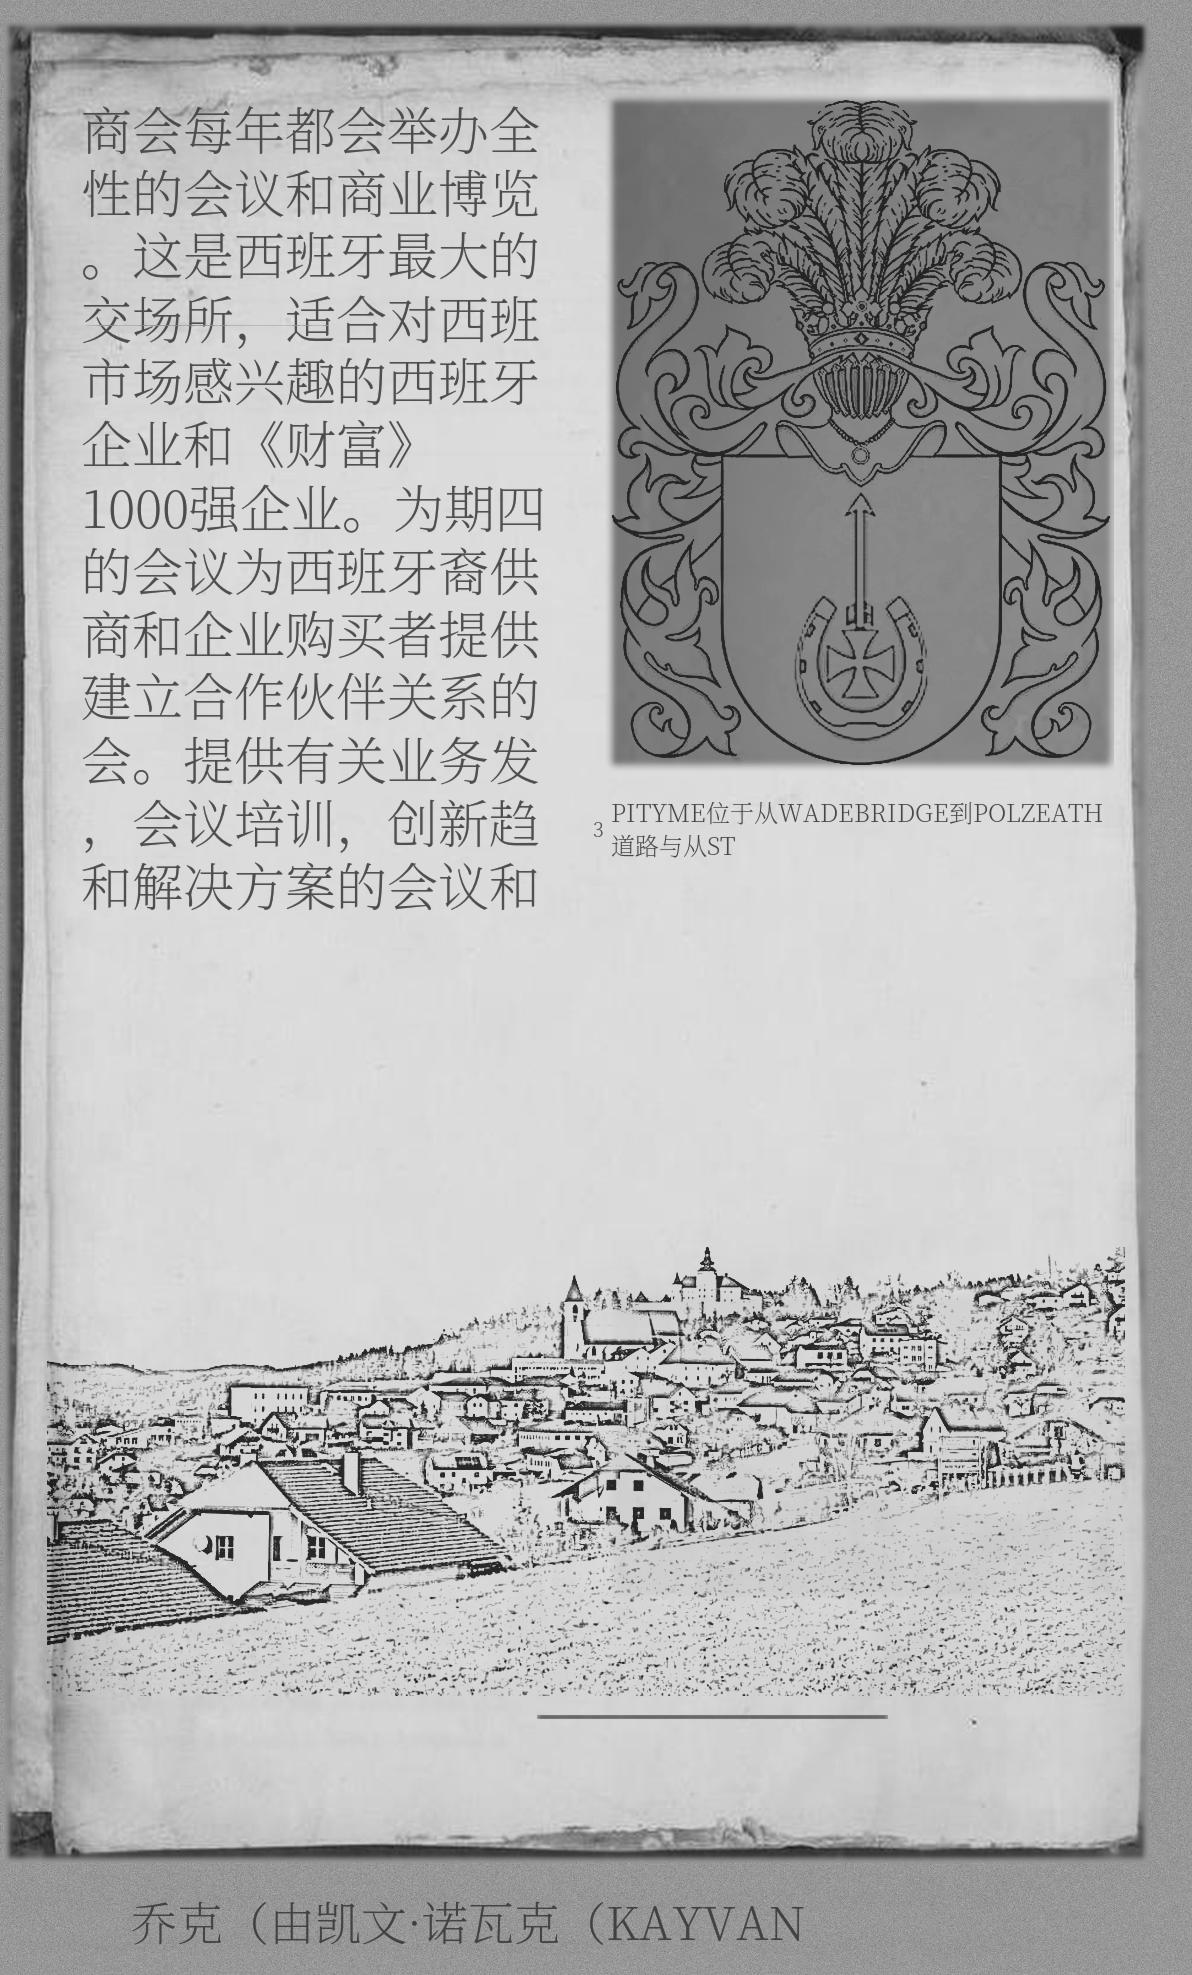 商会每年都会举办全
性的会议和商业博览
。这是西班牙最大的
交场所，适合对西班
市场感兴趣的西班牙
企业和《财富》
1000强企业。为期四
的会议为西班牙裔供
商和企业购买者提供
建立合作伙伴关系的
会。提供有关业务发
，会议培训，创新趋
和解决方案的会议和
3
PITYME位于从WADEBRIDGE到POLZEATH
道路与从ST
乔克（由凯文·诺瓦克（KAYVAN